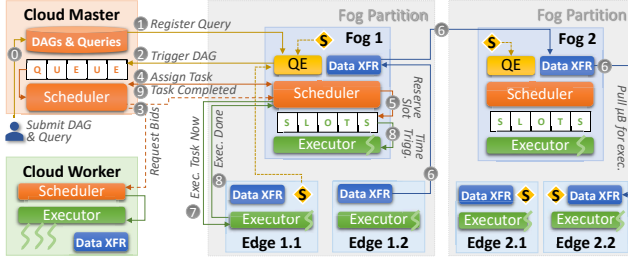 Cloud Master
DAGs & Queries
Q U E U E
Scheduler
0
Submit DAG
& Query
Cloud Worker
Scheduler
Executor
Data XFR
1 Register Query
2 Trigger DAG
4 Assign Task
9 Task Completed
3
Request Bids
Fog Partition
Fog 1
S
QE
Data XFR
Scheduler
S L O T S
Executor
5
Reserve
Slot
8
Time
Trigg.
Exec. Task Now
Exec. Done
7
8
Data XFR
S
Executor
Edge 1.1
Data XFR
Executor
Edge 1.2
6
6
Fog Partition
Fog 2
S
QE
Data XFR
6
Scheduler
S L O T S
Executor
Pull μB for exec.
Data XFR
S
Executor
Edge 2.1
S
Data XFR
Executor
Edge 2.2